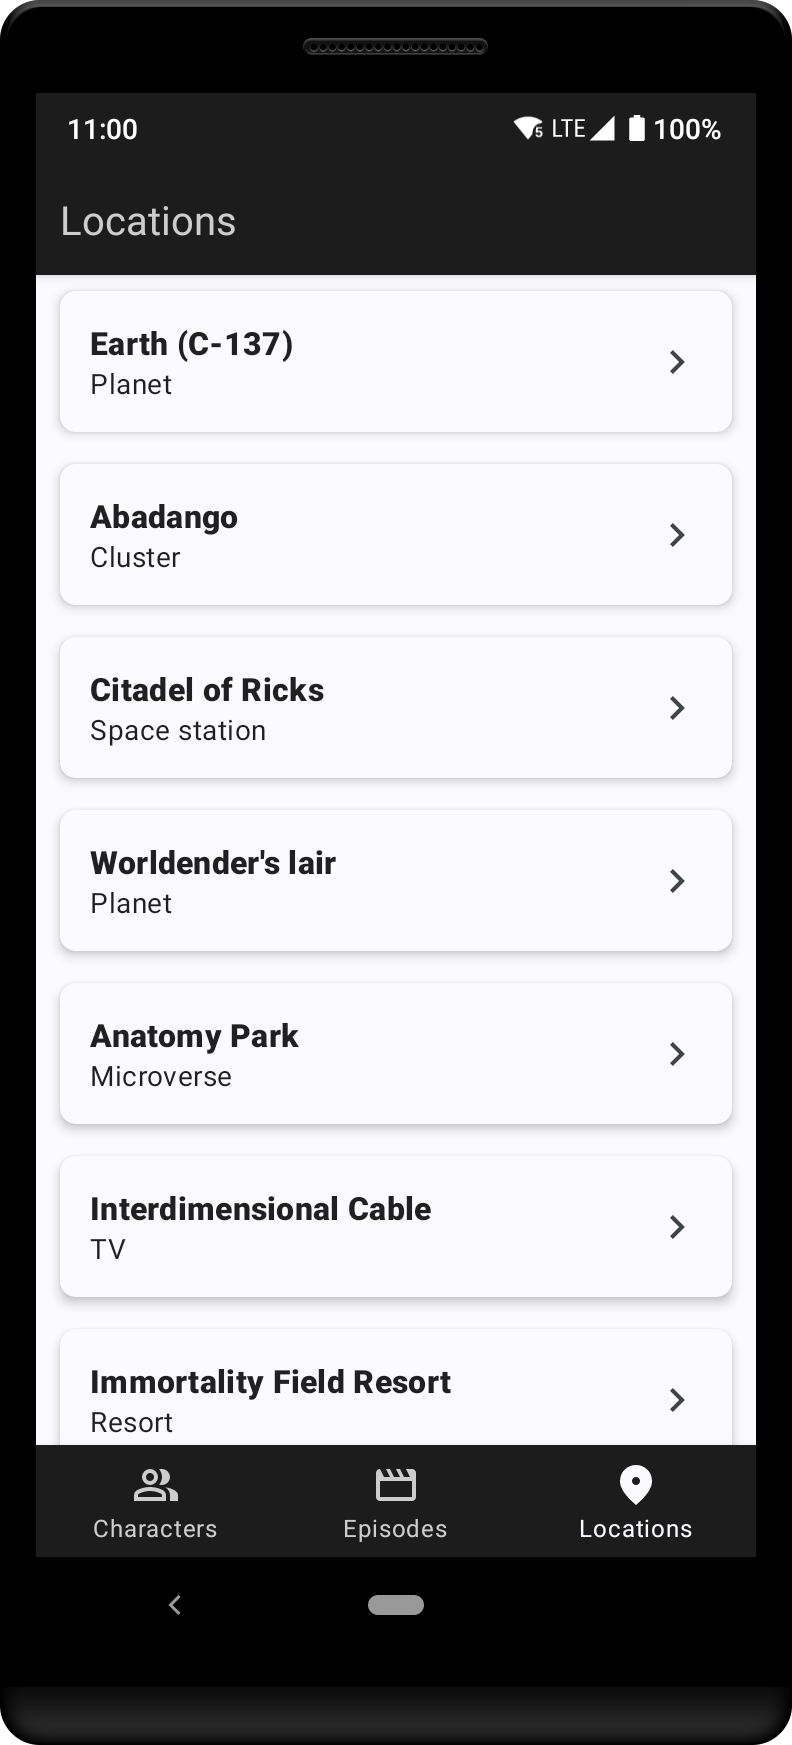 11:00
5 LTE 100%
Locations
Earth (C-137)
Planet
Abadango
Cluster
Citadel of Ricks
Space station
Worldender's lair
Planet
Anatomy Park
Microverse
Interdimensional Cable
TV
Immortality Field Resort
Resort
Characters Episodes Locations